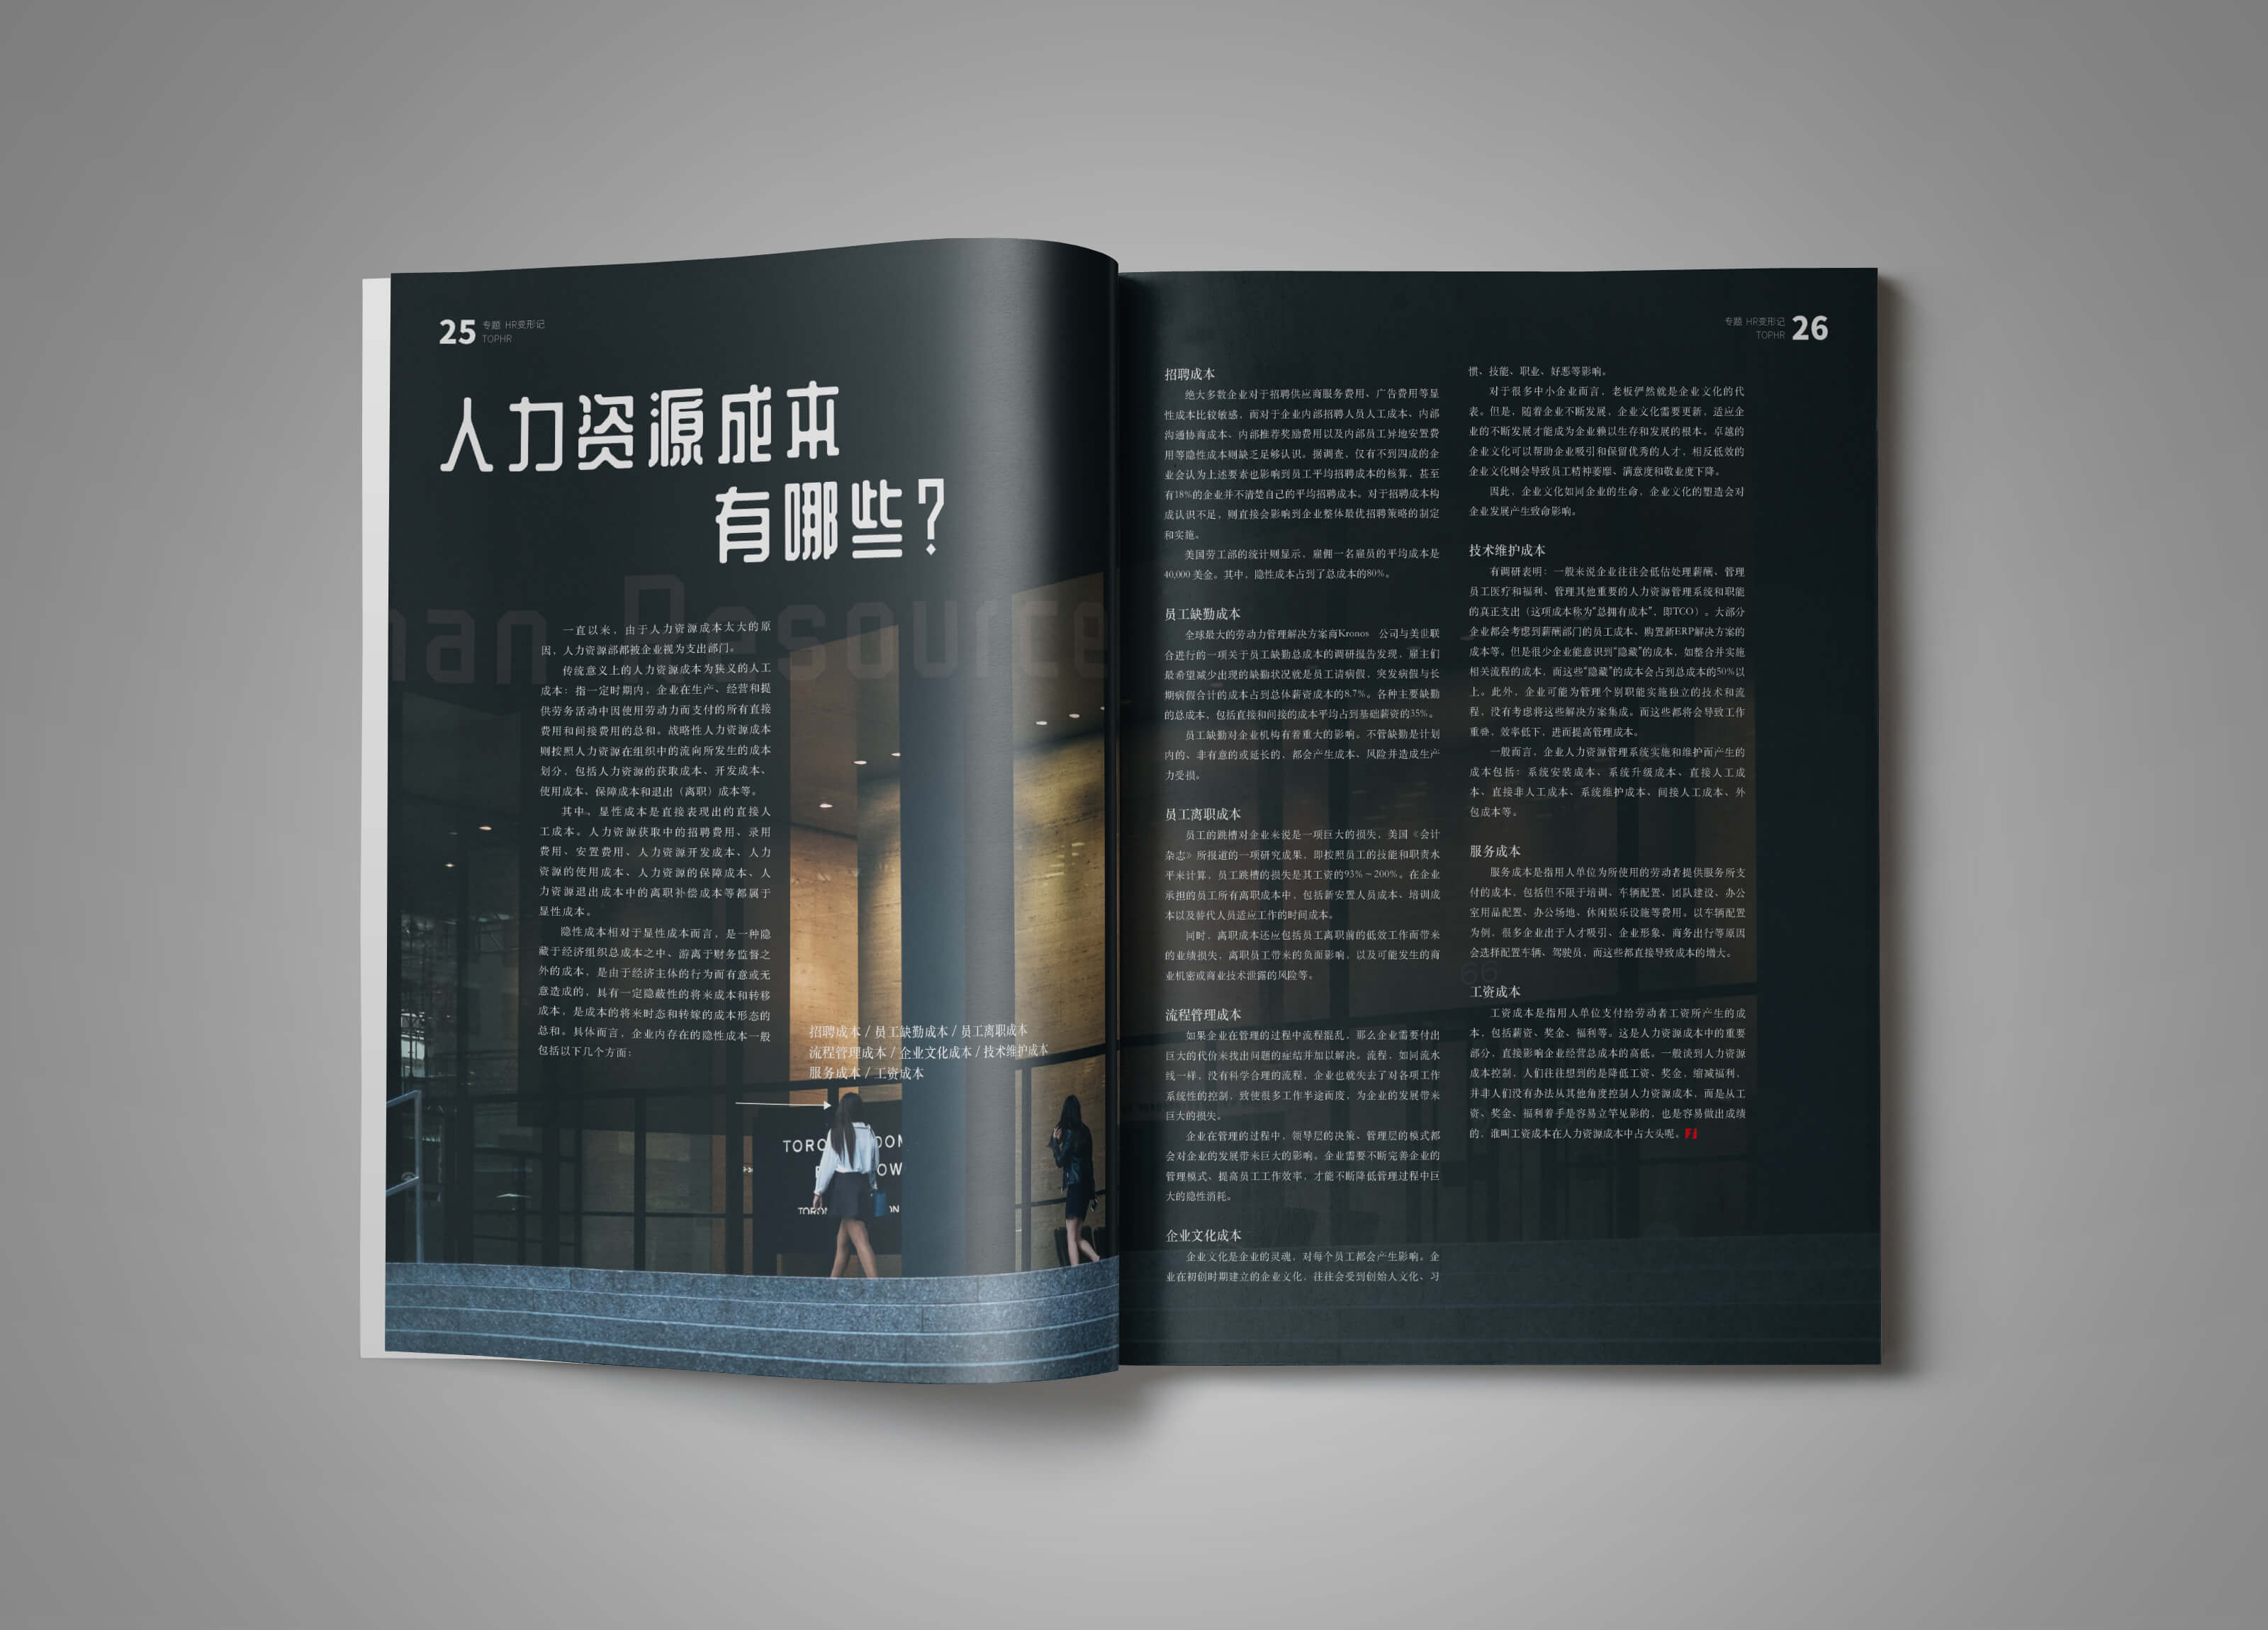 25
专题 HR变形记
TOPHR
人力资源成本
有哪些?
一直以来，由于人力资源成本太大的原
因，人力资源部都被企业视为支出部门。
传统意义上的人力资源成本为狭义的人工
成本：指一定时期内，企业在生产、经营和提
供劳务活动中因使用劳动力而支付的所有直接
费用和间接费用的总和。战略性人力资源成本
则按照人力资源在组织中的流向所发生的成本
划分，包括人力资源的获取成本、开发成本、
使用成本、保障成本和退出（离职）成本等。
其中，显性成本是直接表现出的直接人
工成本。人力资源获取中的招聘费用、录用
费用、安置费用、人力资源开发成本、人力
资源的使用成本、人力资源的保障成本、人
力资源退出成本中的离职补偿成本等都属于
显性成本。
隐性成本相对于显性成本而言，是一种隐
藏于经济组织总成本之中、游离于财务监督之
外的成本，是由于经济主体的行为而有意或无
意造成的，具有一定隐蔽性的将来成本和转移
成本，是成本的将来时态和转嫁的成本形态的
总和。具体而言，企业内存在的隐性成本一般
包括以下几个方面：
招聘成本 / 员工缺勤成本 / 员工离职成本
流程管理成本 / 企业文化成本 / 技术维护成本
服务成本 / 工资成本
专题 HR变形记
TOPHR
26
招聘成本
绝大多数企业对于招聘供应商服务费用、广告费用等显
性成本比较敏感，而对于企业内部招聘人员人工成本、内部
沟通协商成本、内部推荐奖励费用以及内部员工异地安置费
用等隐性成本则缺乏足够认识。据调查，仅有不到四成的企
业会认为上述要素也影响到员工平均招聘成本的核算，甚至
有18%的企业并不清楚自己的平均招聘成本。对于招聘成本构
成认识不足，则直接会影响到企业整体最优招聘策略的制定
和实施。
美国劳工部的统计则显示，雇佣一名雇员的平均成本是
40,000 美金。其中，隐性成本占到了总成本的80%。
员工缺勤成本
全球最大的劳动力管理解决方案商Kronos 公司与美世联
合进行的一项关于员工缺勤总成本的调研报告发现，雇主们
最希望减少出现的缺勤状况就是员工请病假，突发病假与长
期病假合计的成本占到总体薪资成本的8.7%。各种主要缺勤
的总成本，包括直接和间接的成本平均占到基础薪资的35%。
员工缺勤对企业机构有着重大的影响。不管缺勤是计划
内的、非有意的或延长的，都会产生成本、风险并造成生产
力受损。
员工离职成本
员工的跳槽对企业来说是一项巨大的损失，美国《会计
杂志》所报道的一项研究成果，即按照员工的技能和职责水
平来计算，员工跳槽的损失是其工资的93%～200%。在企业
承担的员工所有离职成本中，包括新安置人员成本、培训成
本以及替代人员适应工作的时间成本。
同时，离职成本还应包括员工离职前的低效工作而带来
的业绩损失，离职员工带来的负面影响，以及可能发生的商
业机密或商业技术泄露的风险等。
流程管理成本
如果企业在管理的过程中流程混乱，那么企业需要付出
巨大的代价来找出问题的症结并加以解决。流程，如同流水
线一样，没有科学合理的流程，企业也就失去了对各项工作
系统性的控制，致使很多工作半途而废，为企业的发展带来
巨大的损失。
企业在管理的过程中，领导层的决策、管理层的模式都
会对企业的发展带来巨大的影响。企业需要不断完善企业的
管理模式、提高员工工作效率，才能不断降低管理过程中巨
大的隐性消耗。
企业文化成本
企业文化是企业的灵魂，对每个员工都会产生影响。企
业在初创时期建立的企业文化，往往会受到创始人文化、习
惯、技能、职业、好恶等影响。
对于很多中小企业而言，老板俨然就是企业文化的代
表。但是，随着企业不断发展，企业文化需要更新，适应企
业的不断发展才能成为企业赖以生存和发展的根本。卓越的
企业文化可以帮助企业吸引和保留优秀的人才，相反低效的
企业文化则会导致员工精神萎靡、满意度和敬业度下降。
因此，企业文化如同企业的生命，企业文化的塑造会对
企业发展产生致命影响。
技术维护成本
有调研表明：一般来说企业往往会低估处理薪酬、管理
员工医疗和福利、管理其他重要的人力资源管理系统和职能
的真正支出（这项成本称为“总拥有成本”，即TCO）。大部分
企业都会考虑到薪酬部门的员工成本、购置新ERP解决方案的
成本等。但是很少企业能意识到“隐藏”的成本，如整合并实施
相关流程的成本，而这些“隐藏”的成本会占到总成本的50%以
上。此外，企业可能为管理个别职能实施独立的技术和流
程，没有考虑将这些解决方案集成。而这些都将会导致工作
重叠，效率低下，进而提高管理成本。
一般而言，企业人力资源管理系统实施和维护而产生的
成本包括：系统安装成本、系统升级成本、直接人工成
本、直接非人工成本、系统维护成本、间接人工成本、外
包成本等。
服务成本
服务成本是指用人单位为所使用的劳动者提供服务所支
付的成本，包括但不限于培训、车辆配置、团队建设、办公
室用品配置、办公场地、休闲娱乐设施等费用。以车辆配置
为例，很多企业出于人才吸引、企业形象、商务出行等原因
会选择配置车辆、驾驶员，而这些都直接导致成本的增大。
工资成本
工资成本是指用人单位支付给劳动者工资所产生的成
本，包括薪资、奖金、福利等。这是人力资源成本中的重要
部分，直接影响企业经营总成本的高低。一般谈到人力资源
成本控制，人们往往想到的是降低工资、奖金，缩减福利，
并非人们没有办法从其他角度控制人力资源成本，而是从工
资、奖金、福利着手是容易立竿见影的，也是容易做出成绩
的，谁叫工资成本在人力资源成本中占大头呢。